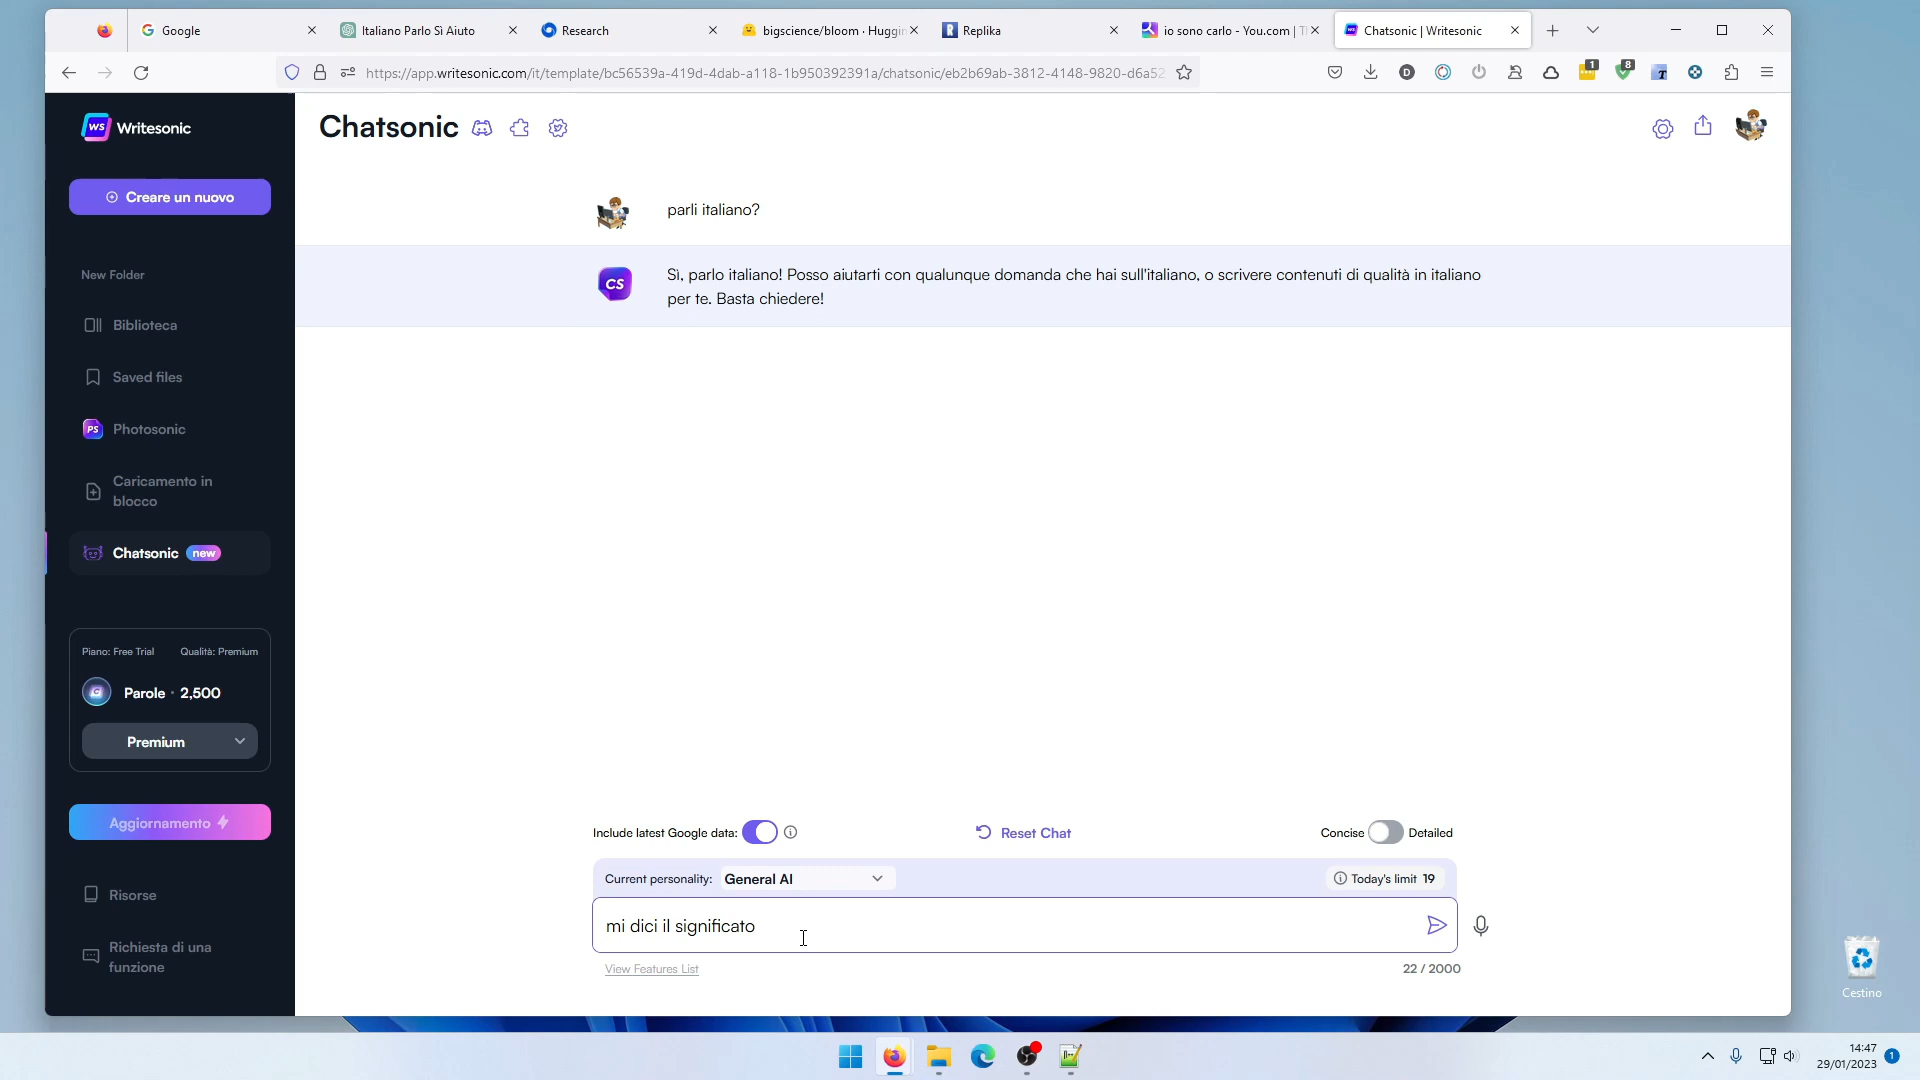 Google
Italiano Parlo Sì Aiuto
Research
bigscience/bloom · Huggin
Replika
io sono carlo - You.com | T
Chatsonic | Writesonic
https://app.writesonic.com/it/template/bc56539a-419d-4dab-a118-1b950392391a/chatsonic/eb2b69ab-3812-4148-9820-d6a52
1
8
WS Writesonic
Chatsonic
Creare un nuovo
parli italiano?
New Folder
CS
Sì, parlo italiano! Posso aiutarti con qualunque domanda che hai sull'italiano, o scrivere contenuti di qualità in italiano
per te. Basta chiedere!
Biblioteca
Saved files
PS Photosonic
Caricamento in
blocco
Chatsonic new
Piano: Free Trial Qualità: Premium
Parole · 2,500
Premium
Aggiornamento
Risorse
Richiesta di una
funzione
Include latest Google data:
Reset Chat
Concise Detailed
Current personality: General AI
Today's limit 19
mi dici il significato
View Features List
22 / 2000
Cestino
14:47
29/01/2023
1